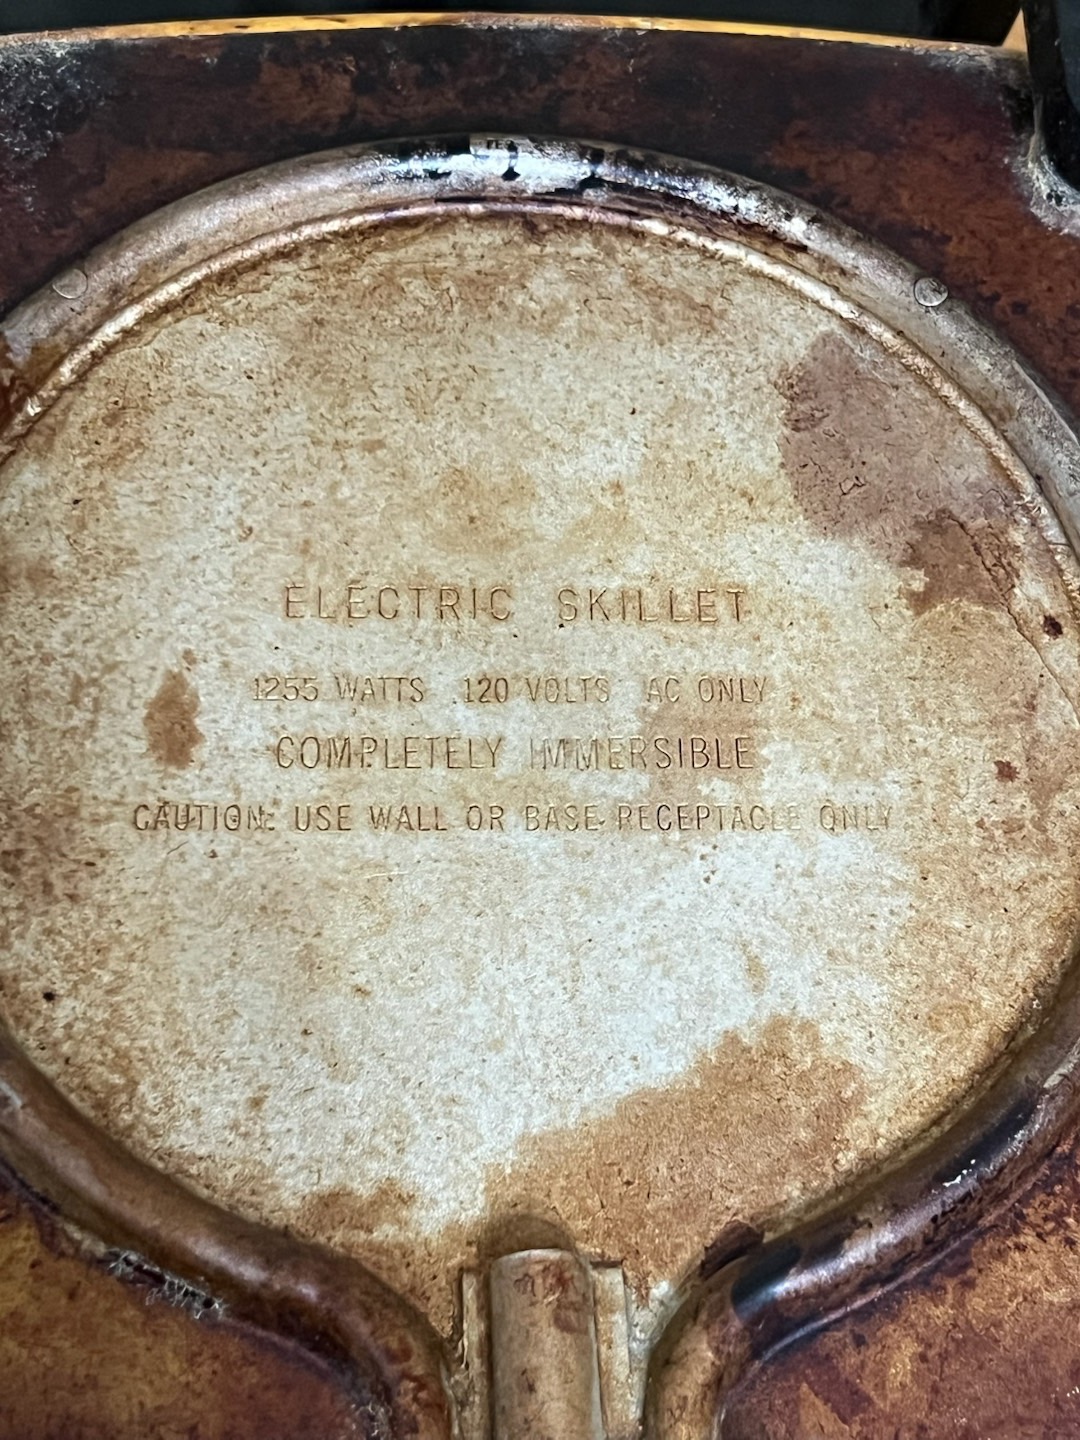 ELECTRIC SKILLET
1255 WATTS 120 VOLTS AC ONLY
COMPLETELY IMMERSIBLE
CAUTION: USE WALL OR BASE RECEPTACLE ONLY